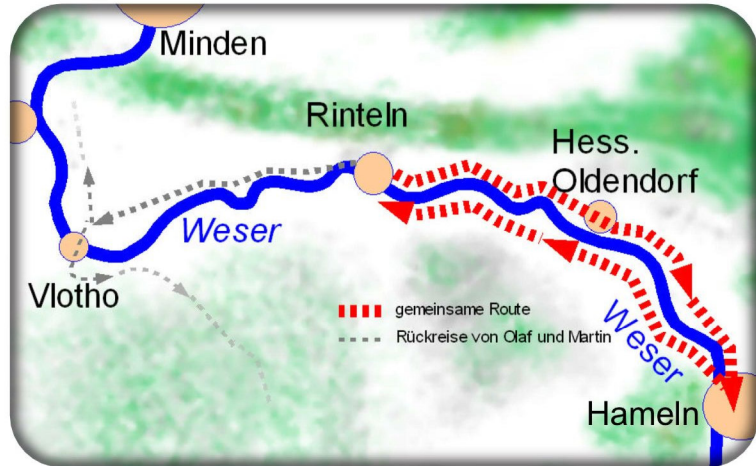 Minden
Rinteln
Hess.
Oldendorf
Weser
Vlotho
gemeinsame Route
Rückreise von Olaf und Martin
Weser
Hameln